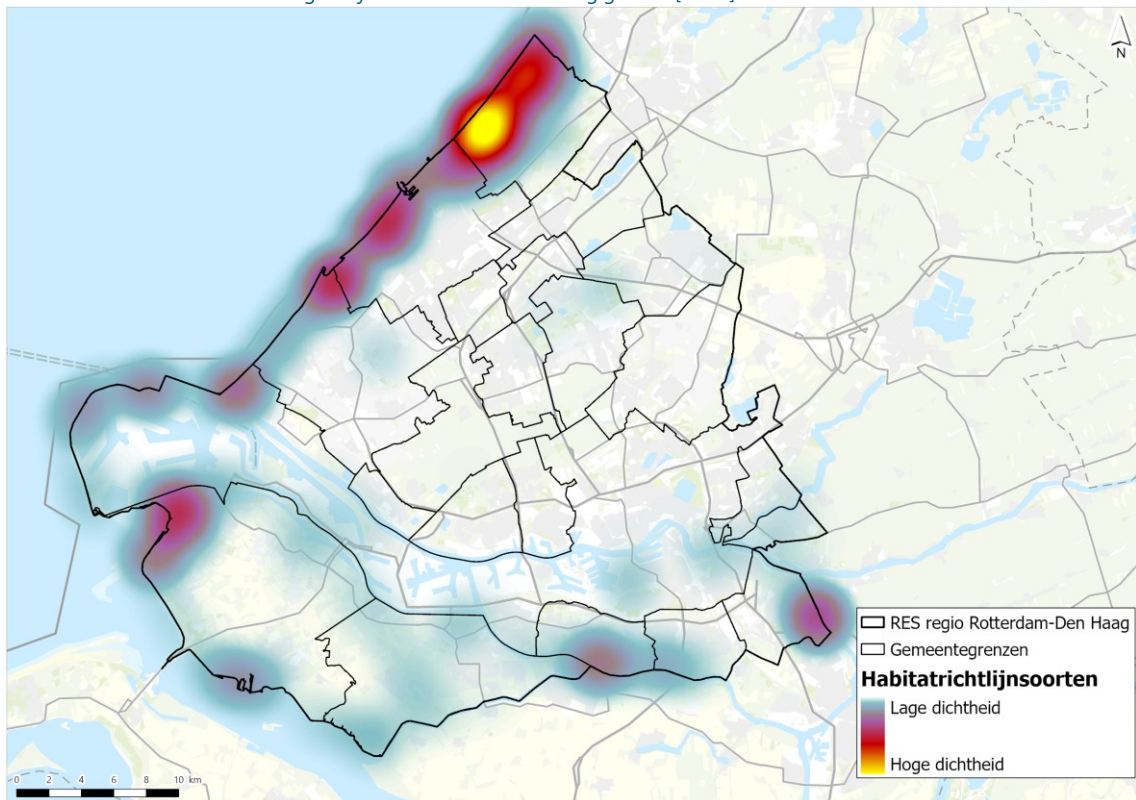 N
RES regio Rotterdam-Den Haag
Gemeentegrenzen
Habitatrichtlijnsoorten
Lage dichtheid
Hoge dichtheid
0 2 4 6 8 10 km